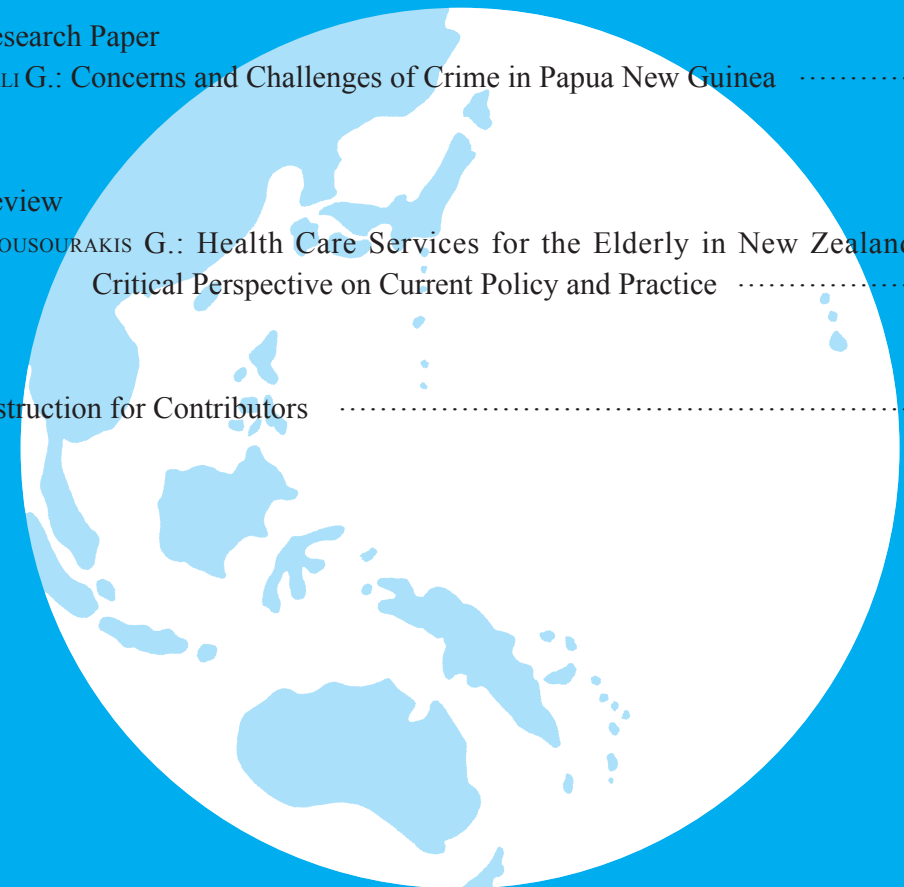 esearch Paper
LI G.: Concerns and Challenges of Crime in Papua New Guinea ············
eview
OUSOURAKIS G.: Health Care Services for the Elderly in New Zealand
Critical Perspective on Current Policy and Practice ··················
struction for Contributors ·······························································